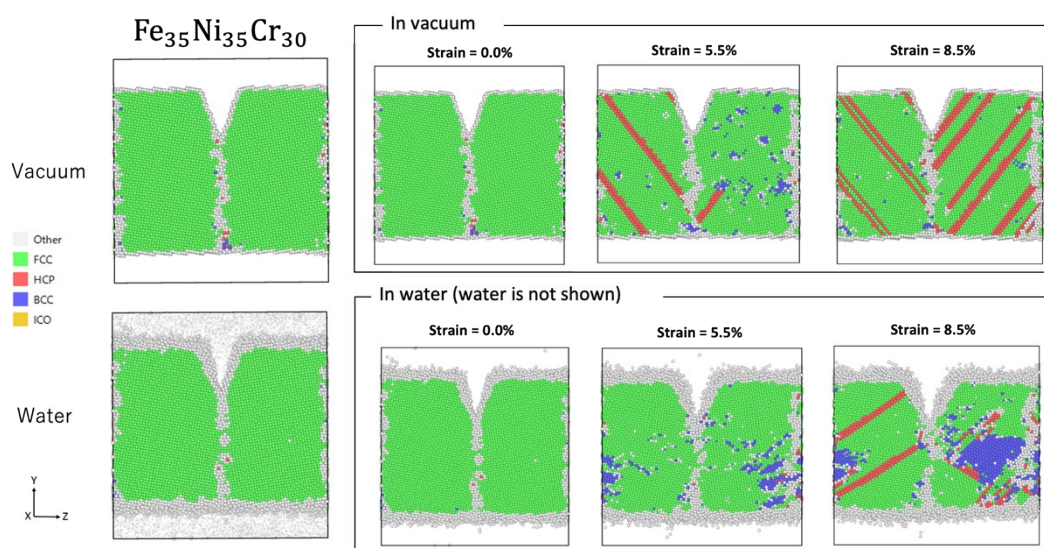 Fe35Ni35Cr30
In vacuum
Strain = 0.0%
Strain = 5.5%
Strain = 8.5%
Vacuum
Other
FCC
HCP
BCC
ICO
In water (water is not shown)
Strain = 0.0%
Strain = 5.5%
Strain = 8.5%
Water
Y
X
Z